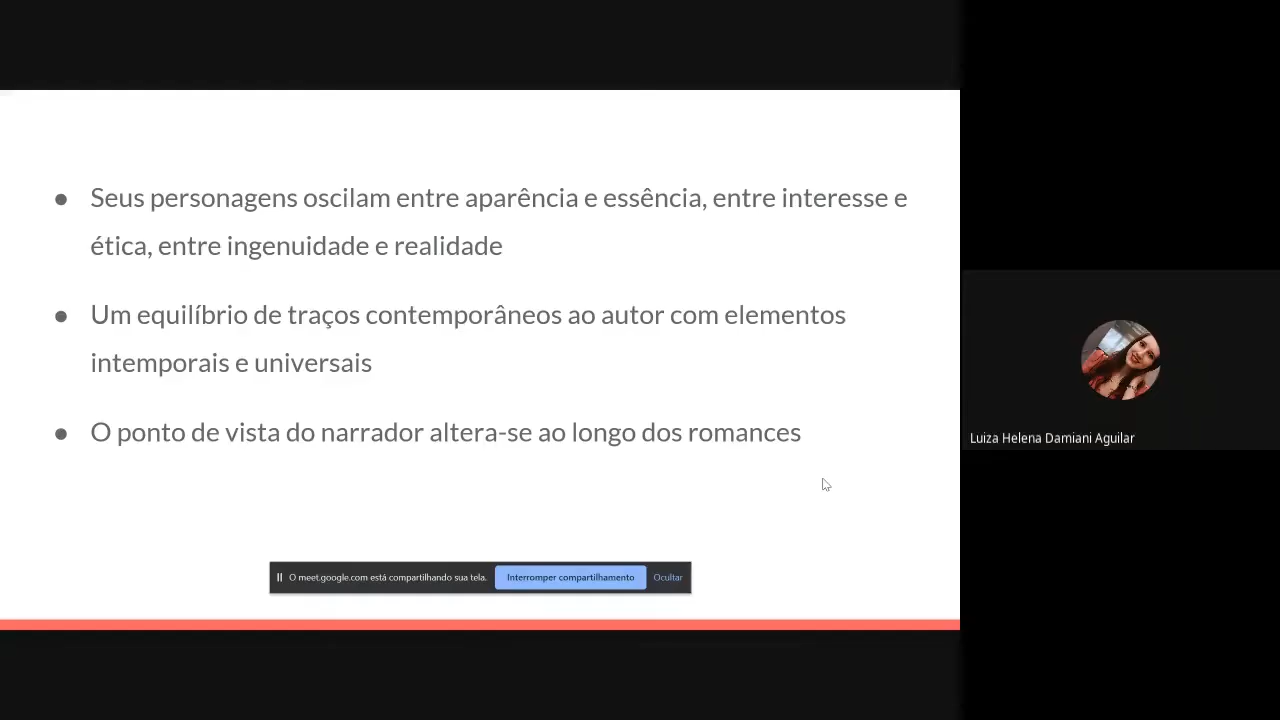 ● Seus personagens oscilam entre aparência e essência, entre interesse e
ética, entre ingenuidade e realidade
● Um equilíbrio de traços contemporâneos ao autor com elementos
intemporais e universais
● O ponto de vista do narrador altera-se ao longo dos romances
Luiza Helena Damiani Aguilar
O meet.google.com está compartilhando sua tela. Interromper compartilhamento Ocultar